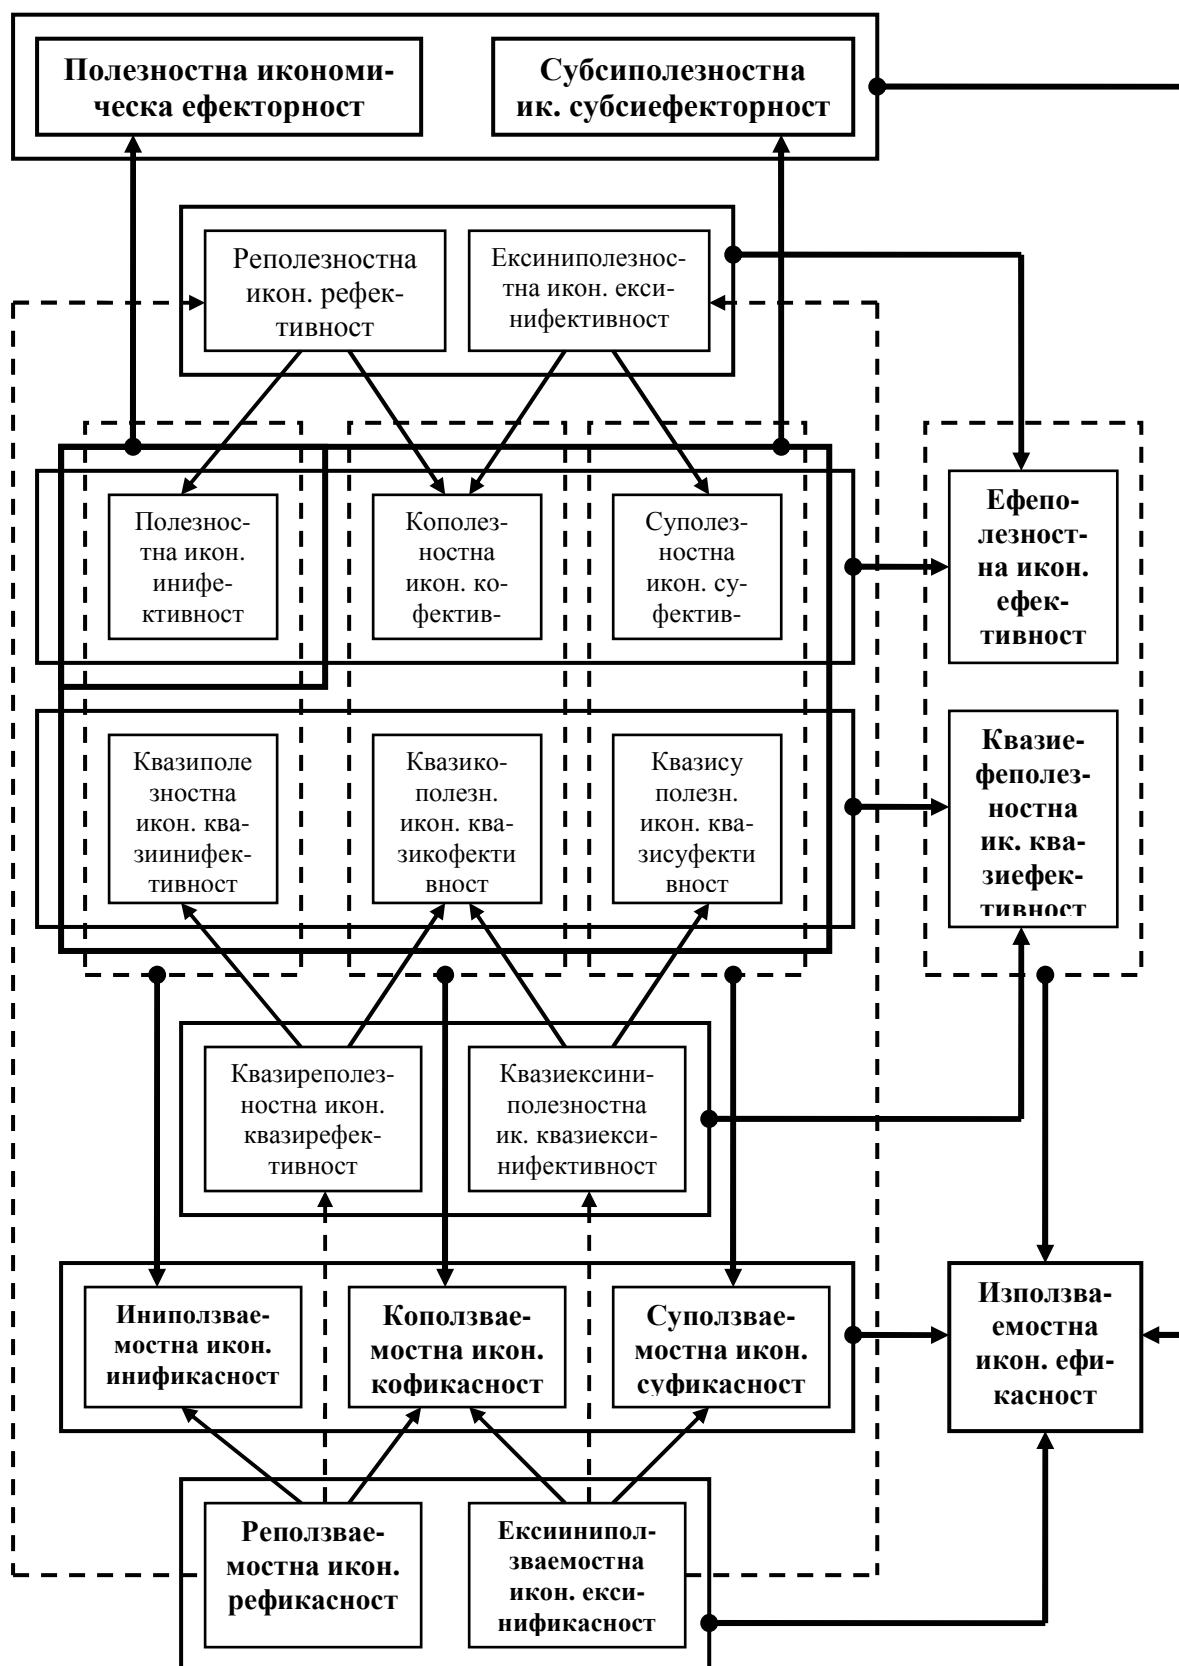 Полезностна икономи-
ческа ефекторност
Субсиполезностна
ик. субсиефекторност
Реполезностна
икон. рефек-
тивност
Ексиниполезнос-
тна икон. екси-
нифективност
Полезнос-
тна икон.
инифе-
ктивност
Кополез-
ностна
икон. ко-
фектив-
Суполез-
ностна
икон. су-
фектив-
Ефепо-
лезност-
на икон.
ефек-
тивност
Квазиполе
зностна
икон. ква-
зиинифек-
тивност
Квазико-
полезн.
икон. ква-
зикофекти
вност
Квазису
полезн.
икон. ква-
зисуфекти
вност
Квазие-
феполез-
ностна
ик. ква-
зиефек-
тивност
Квазиреполез-
ностна икон.
квазирефек-
тивност
Квазиексини-
полезностна
ик. квазиекси-
нифективност
Иниползвае-
мостна икон.
инификасност
Коползвае-
мостна икон.
кофикасност
Суползвае-
мостна икон.
суфикасност
Използва-
емостна
икон. ефи-
касност
Реползвае-
мостна икон.
рефикасност
Ексиинипол-
зваемостна
икон. екси-
нификасност